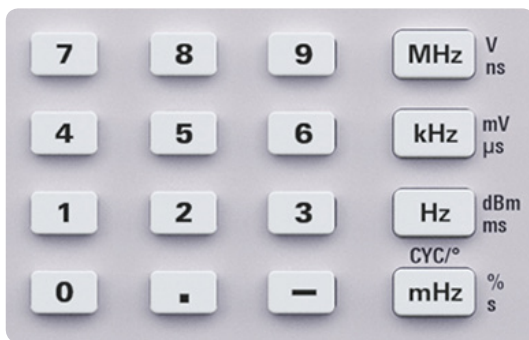 7 8 9 MHz V
ns
4 5 6 kHz mV
µs
1 2 3 Hz dBm
ms
CYC/°
0 . – mHz %
s